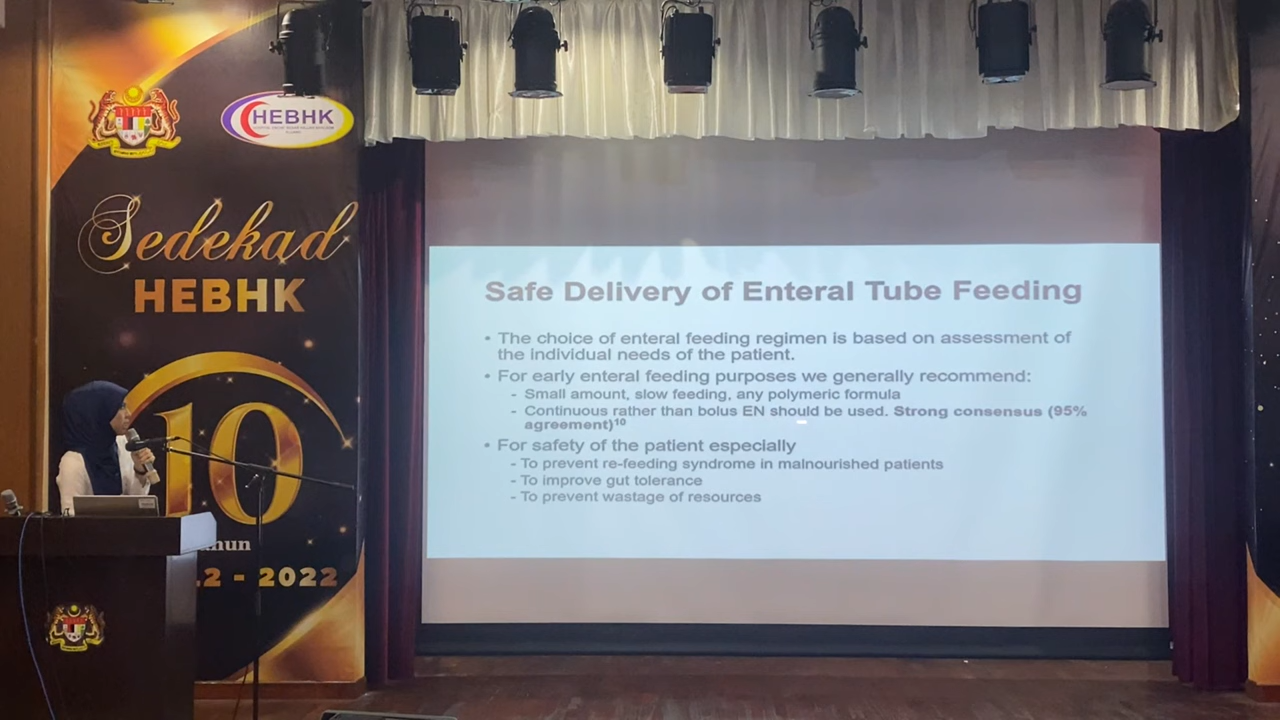 HEBHK
Sedekad
HEBHK
10
hun
2 - 2022
Safe Delivery of Enteral Tube Feeding
• The choice of enteral feeding regimen is based on assessment of
the individual needs of the patient.
• For early enteral feeding purposes we generally recommend:
- Small amount, slow feeding, any polymeric formula
- Continuous rather than bolus EN should be used. Strong consensus (95%
agreement)¹⁰
• For safety of the patient especially
- To prevent re-feeding syndrome in malnourished patients
- To improve gut tolerance
- To prevent wastage of resources